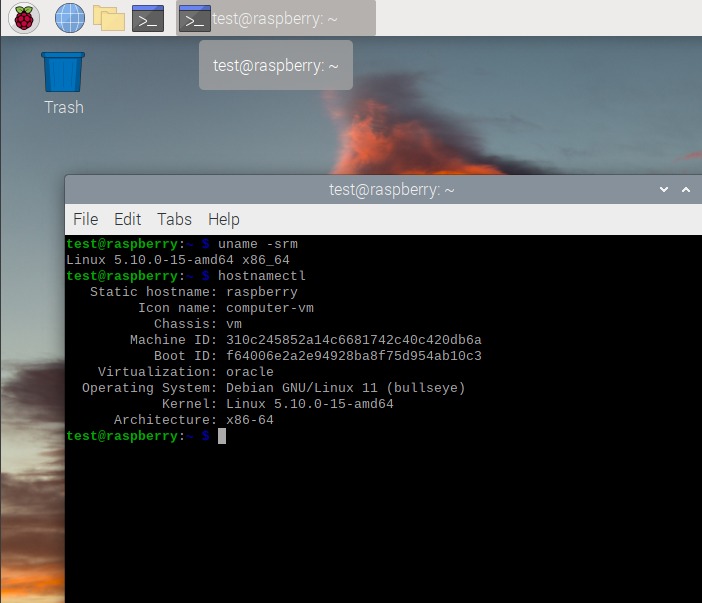 test@raspberry: ~
test@raspberry: ~
Trash
test@raspberry: ~
File Edit Tabs Help
test@raspberry:~ $ uname -srm
Linux 5.10.0-15-amd64 x86_64
test@raspberry:~ $ hostnamectl
Static hostname: raspberry
Icon name: computer-vm
Chassis: vm
Machine ID: 310c245852a14c6681742c40c420db6a
Boot ID: f64006e2a2e94928ba8f75d954ab10c3
Virtualization: oracle
Operating System: Debian GNU/Linux 11 (bullseye)
Kernel: Linux 5.10.0-15-amd64
Architecture: x86-64
test@raspberry:~ $